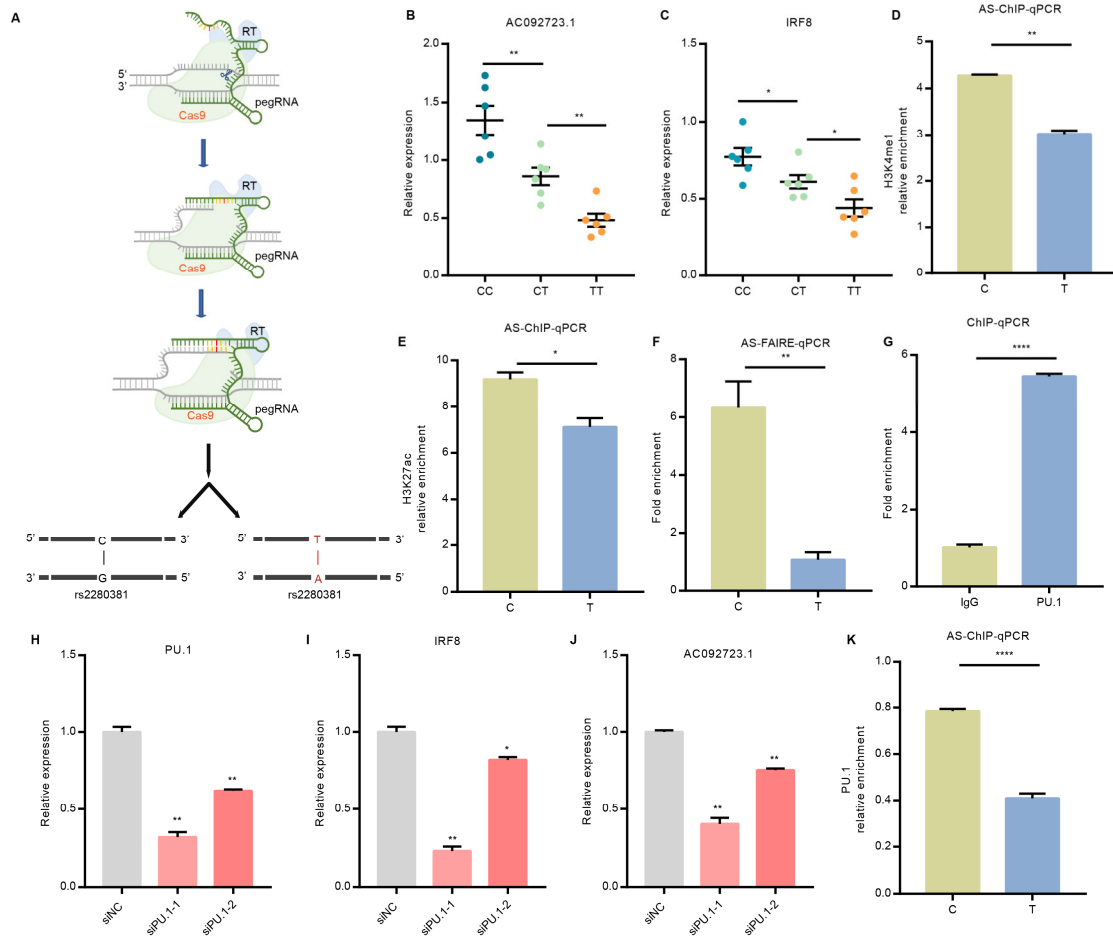 A
RT
5'
3'
pegRNA
Cas9
RT
pegRNA
Cas9
RT
pegRNA
Cas9
5' C 3'
3' G 5'
rs2280381
5' T 3'
3' A 5'
rs2280381
B
AC092723.1
Relative expression
2.0
1.5
1.0
0.5
0.0
**
**
CC CT TT
C
IRF8
Relative expression
1.5
1.0
0.5
0.0
*
*
CC CT TT
D
AS-ChIP-qPCR
H3K4me1
relative enrichment
5
4
3
2
1
0
**
C T
E
AS-ChIP-qPCR
H3K27ac
relative enrichment
10
8
6
4
2
0
*
C T
F
AS-FAIRE-qPCR
Fold enrichment
8
6
4
2
0
**
C T
G
ChIP-qPCR
Fold enrichment
6
4
2
0
****
IgG PU.1
H
PU.1
Relative expression
1.5
1.0
0.5
0.0
**
**
siNC siPU.1-1 siPU.1-2
I
IRF8
Relative expression
1.5
1.0
0.5
0.0
**
*
siNC siPU.1-1 siPU.1-2
J
AC092723.1
Relative expression
1.5
1.0
0.5
0.0
**
**
siNC siPU.1-1 siPU.1-2
K
AS-ChIP-qPCR
PU.1
relative enrichment
1.0
0.8
0.6
0.4
0.2
0.0
****
C T